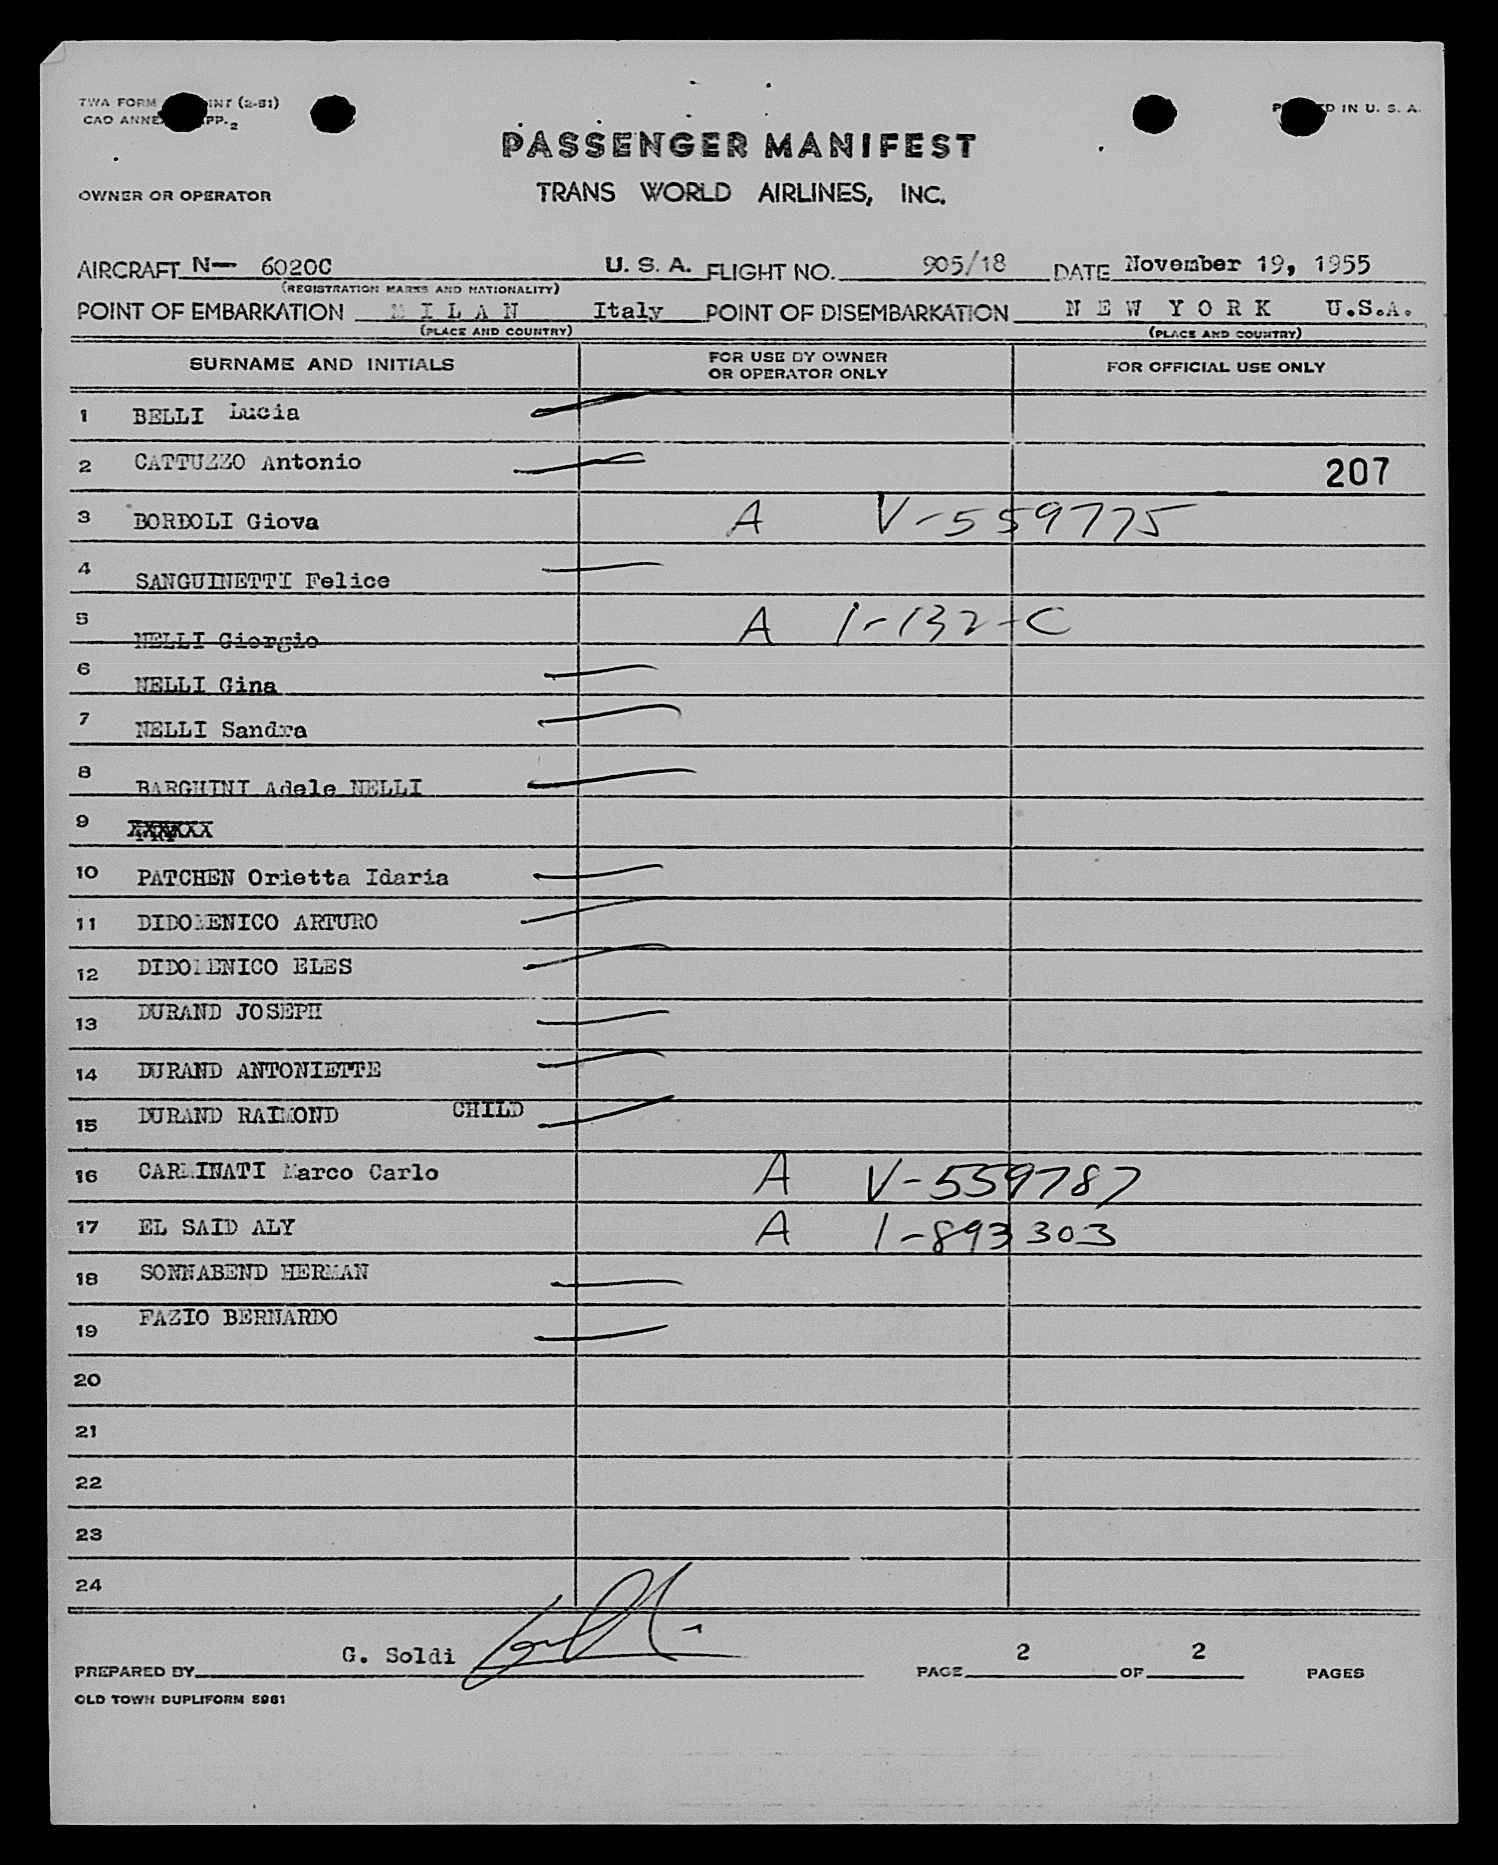 TWA FORM INT (2-51)
CAO ANNEX APP-2
IN U. S. A.
PASSENGER MANIFEST
OWNER OR OPERATOR
TRANS WORLD AIRLINES, INC.
AIRCRAFT N— 6020C U. S. A. FLIGHT NO. 905/18 DATE November 19, 1955
(REGISTRATION MARKS AND NATIONALITY)
POINT OF EMBARKATION M I L A N Italy POINT OF DISEMBARKATION N E W Y O R K U.S.A.
(PLACE AND COUNTRY) (PLACE AND COUNTRY)
SURNAME AND INITIALS FOR USE BY OWNER OR OPERATOR ONLY FOR OFFICIAL USE ONLY
1 BELLI Lucia
2 CATTUZZO Antonio 207
3 BORDOLI Giova A V-559775
4 SANGUINETTI Felice
5 NELLI Giorgio A 1-132-C
6 NELLI Gina
7 NELLI Sandra
8 BARGHINI Adele NELLI
9 XXXXXX
10 PATCHEN Orietta Idaria
11 DIDOMENICO ARTURO
12 DIDOMENICO ELES
13 DURAND JOSEPH
14 DURAND ANTONIETTE
15 DURAND RAIMOND CHILD
16 CARMINATI Marco Carlo A V-559787
17 EL SAID ALY A 1-893303
18 SONNABEND HERMAN
19 FAZIO BERNARDO
20
21
22
23
24
PREPARED BY G. Soldi PAGE 2 OF 2 PAGES
OLD TOWN DUPLIFORM 5961